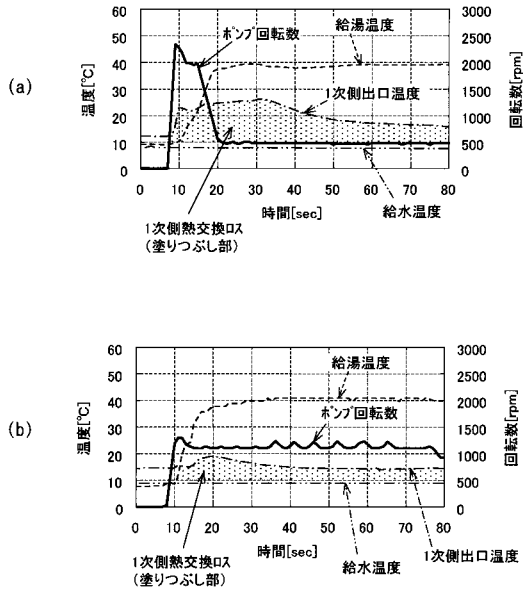 (a)
温度[℃]
60
50
40
30
20
10
0
ポンプ回転数
給湯温度
1次側出口温度
3000
2500
2000
1500
1000
500
0
回転数[rpm]
0 10 20 30 40 50 60 70 80
時間[sec]
給水温度
1次側熱交換ロス
(塗りつぶし部)
(b)
温度[℃]
60
50
40
30
20
10
0
給湯温度
ポンプ回転数
3000
2500
2000
1500
1000
500
0
回転数[rpm]
0 10 20 30 40 50 60 70 80
時間[sec]
給水温度
1次側出口温度
1次側熱交換ロス
(塗りつぶし部)